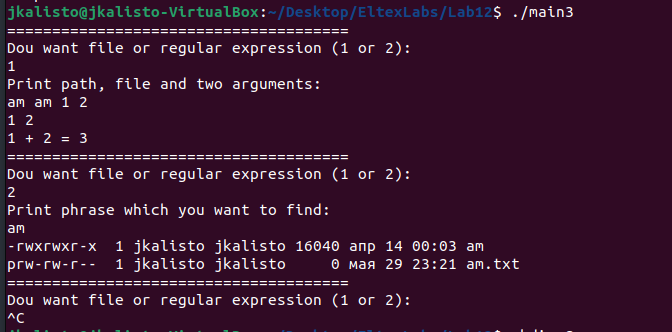 jkalisto@jkalisto-VirtualBox:~/Desktop/EltexLabs/Lab12$ ./main3
======================================
Dou want file or regular expression (1 or 2):
1
Print path, file and two arguments:
am am 1 2
1 2
1 + 2 = 3
======================================
Dou want file or regular expression (1 or 2):
2
Print phrase which you want to find:
am
-rwxrwxr-x  1 jkalisto jkalisto 16040 апр 14 00:03 am
prw-rw-r--  1 jkalisto jkalisto     0 мая 29 23:21 am.txt
======================================
Dou want file or regular expression (1 or 2):
^C